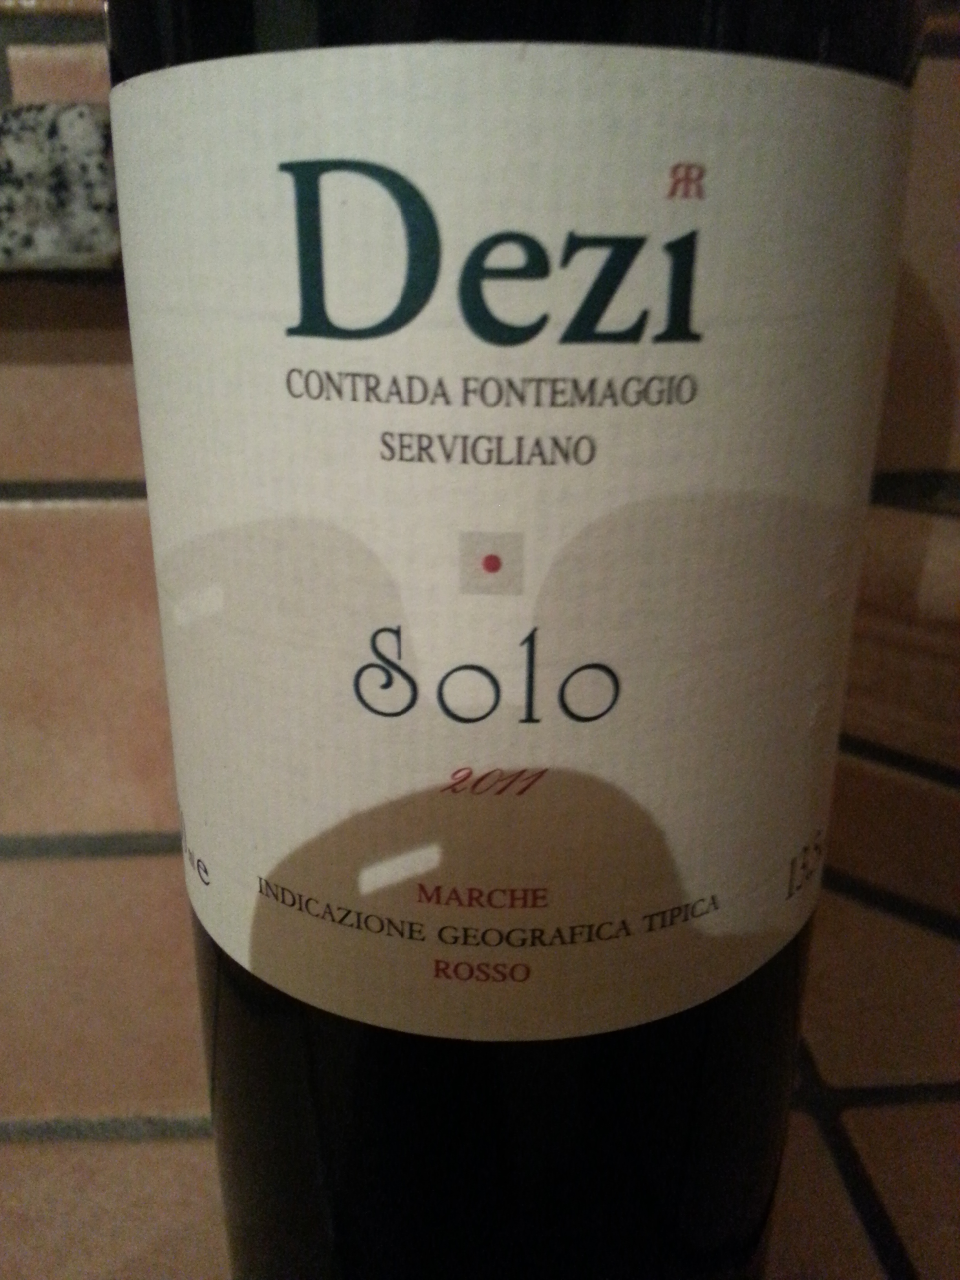 Dezi
CONTRADA FONTEMAGGIO
SERVIGLIANO
Solo
2011
MARCHE
INDICAZIONE GEOGRAFICA TIPICA
ROSSO